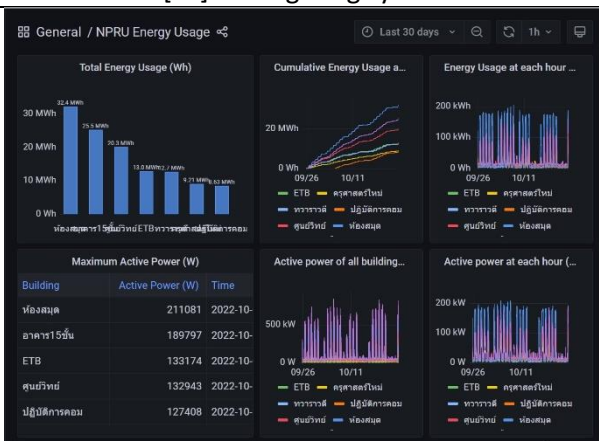 General / NPRU Energy Usage
Last 30 days
1h
Total Energy Usage (Wh)
30 MWh
20 MWh
10 MWh
0 Wh
32.4 MWh
25.5 MWh
20.3 MWh
13.0 MWh
12.7 MWh
9.21 MWh
8.53 MWh
Cumulative Energy Usage a...
20 MWh
0 Wh
09/26 10/11
ETB ครุศาสตร์ใหม่
ทวาราวดี ปฏิบัติการคอม
ศูนย์วิทย์ ห้องสมุด
Energy Usage at each hour ...
200 kWh
100 kWh
0 Wh
09/26 10/11
ETB ครุศาสตร์ใหม่
ทวาราวดี ปฏิบัติการคอม
ศูนย์วิทย์ ห้องสมุด
Maximum Active Power (W)
Building Active Power (W) Time
ห้องสมุด 211081 2022-10-
อาคาร15ชั้น 189797 2022-10-
ETB 133174 2022-10-
ศูนย์วิทย์ 132943 2022-10-
ปฏิบัติการคอม 127408 2022-10-
Active power of all building...
500 kW
0 W
09/26 10/11
ETB ครุศาสตร์ใหม่
ทวาราวดี ปฏิบัติการคอม
ศูนย์วิทย์ ห้องสมุด
Active power at each hour (...
200 kW
100 kW
0 W
09/26 10/11
ETB ครุศาสตร์ใหม่
ทวาราวดี ปฏิบัติการคอม
ศูนย์วิทย์ ห้องสมุด